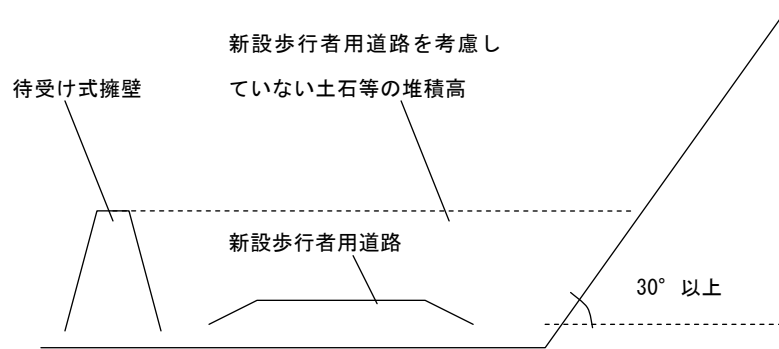 新設歩行者用道路を考慮し
ていない土石等の堆積高
待受け式擁壁
新設歩行者用道路
30°以上